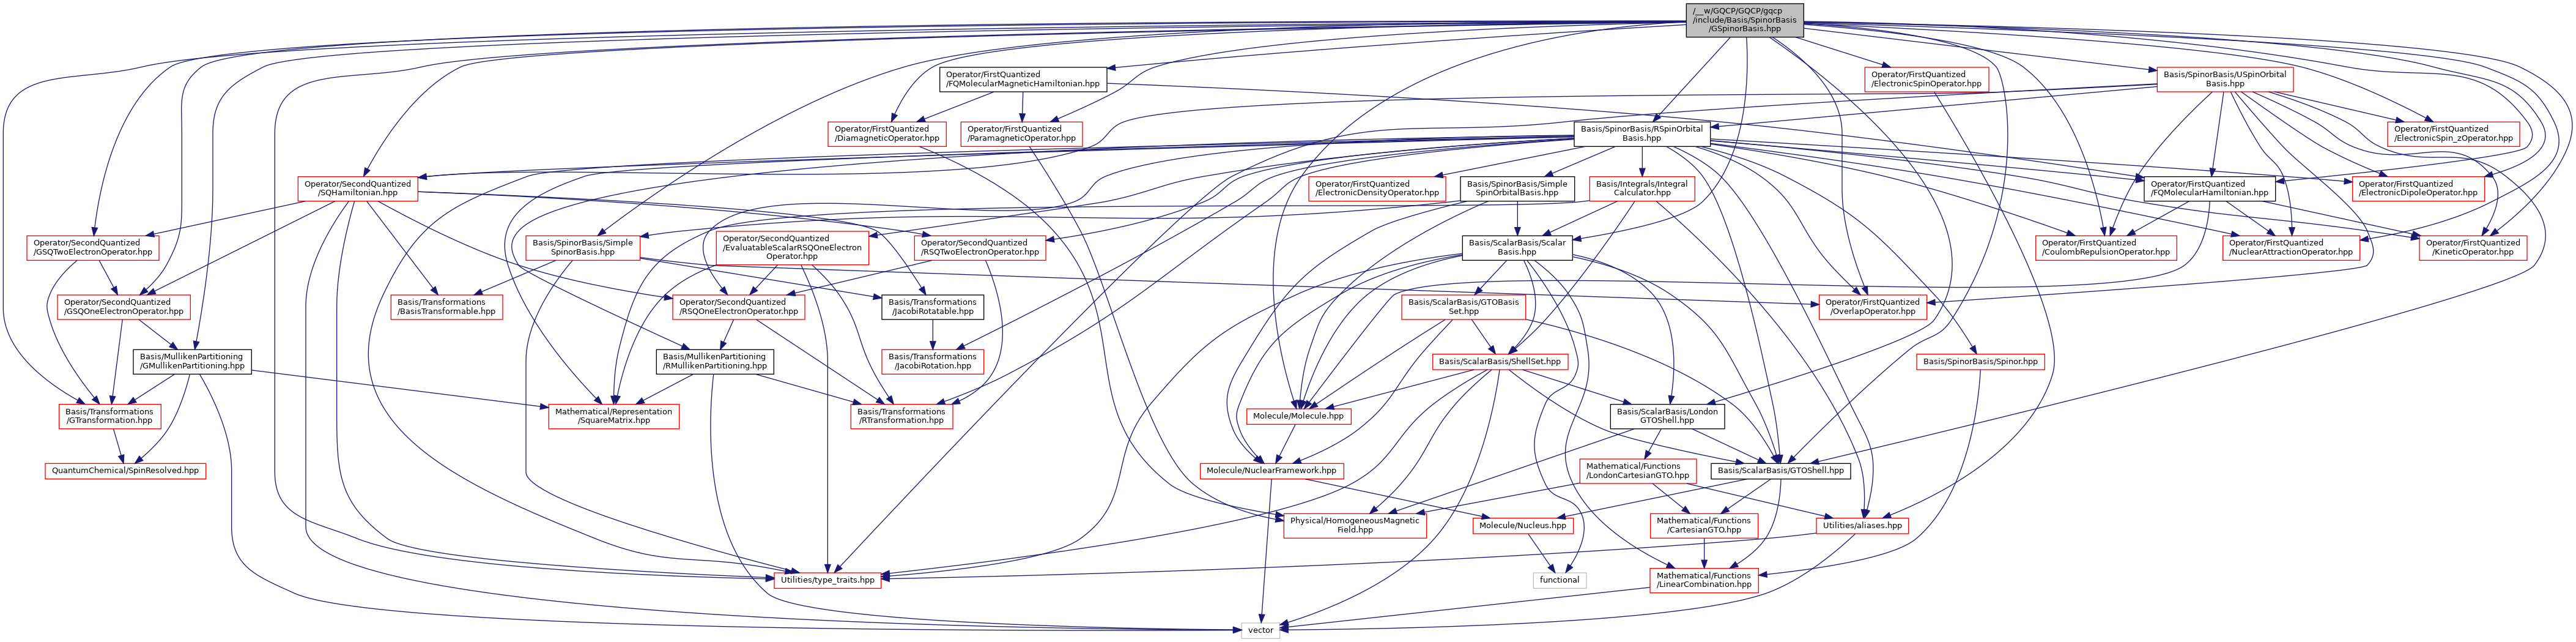 /__w/GQCP/GQCP/gqcp
/include/Basis/SpinorBasis
/GSpinorBasis.hpp
Operator/FirstQuantized
/FQMolecularMagneticHamiltonian.hpp
Operator/FirstQuantized
/ElectronicSpinOperator.hpp
Basis/SpinorBasis/USpinOrbital
Basis.hpp
Operator/FirstQuantized
/DiamagneticOperator.hpp
Operator/FirstQuantized
/ParamagneticOperator.hpp
Basis/SpinorBasis/RSpinOrbital
Basis.hpp
Operator/FirstQuantized
/ElectronicSpin_zOperator.hpp
Operator/SecondQuantized
/SQHamiltonian.hpp
Operator/FirstQuantized
/ElectronicDensityOperator.hpp
Basis/SpinorBasis/Simple
SpinOrbitalBasis.hpp
Basis/Integrals/Integral
Calculator.hpp
Operator/FirstQuantized
/FQMolecularHamiltonian.hpp
Operator/FirstQuantized
/ElectronicDipoleOperator.hpp
Operator/SecondQuantized
/GSQTwoElectronOperator.hpp
Basis/SpinorBasis/Simple
SpinorBasis.hpp
Operator/SecondQuantized
/EvaluatableScalarRSQOneElectron
Operator.hpp
Operator/SecondQuantized
/RSQTwoElectronOperator.hpp
Basis/ScalarBasis/Scalar
Basis.hpp
Operator/FirstQuantized
/CoulombRepulsionOperator.hpp
Operator/FirstQuantized
/NuclearAttractionOperator.hpp
Operator/FirstQuantized
/KineticOperator.hpp
Operator/SecondQuantized
/GSQOneElectronOperator.hpp
Basis/Transformations
/BasisTransformable.hpp
Operator/SecondQuantized
/RSQOneElectronOperator.hpp
Basis/Transformations
/JacobiRotatable.hpp
Basis/ScalarBasis/GTOBasis
Set.hpp
Operator/FirstQuantized
/OverlapOperator.hpp
Basis/MullikenPartitioning
/GMullikenPartitioning.hpp
Basis/MullikenPartitioning
/RMullikenPartitioning.hpp
Basis/Transformations
/JacobiRotation.hpp
Basis/ScalarBasis/ShellSet.hpp
Basis/SpinorBasis/Spinor.hpp
Basis/Transformations
/GTransformation.hpp
Mathematical/Representation
/SquareMatrix.hpp
Basis/Transformations
/RTransformation.hpp
Molecule/Molecule.hpp
Basis/ScalarBasis/London
GTOShell.hpp
QuantumChemical/SpinResolved.hpp
Molecule/NuclearFramework.hpp
Mathematical/Functions
/LondonCartesianGTO.hpp
Basis/ScalarBasis/GTOShell.hpp
Physical/HomogeneousMagnetic
Field.hpp
Molecule/Nucleus.hpp
Mathematical/Functions
/CartesianGTO.hpp
Utilities/aliases.hpp
Utilities/type_traits.hpp
functional
Mathematical/Functions
/LinearCombination.hpp
vector